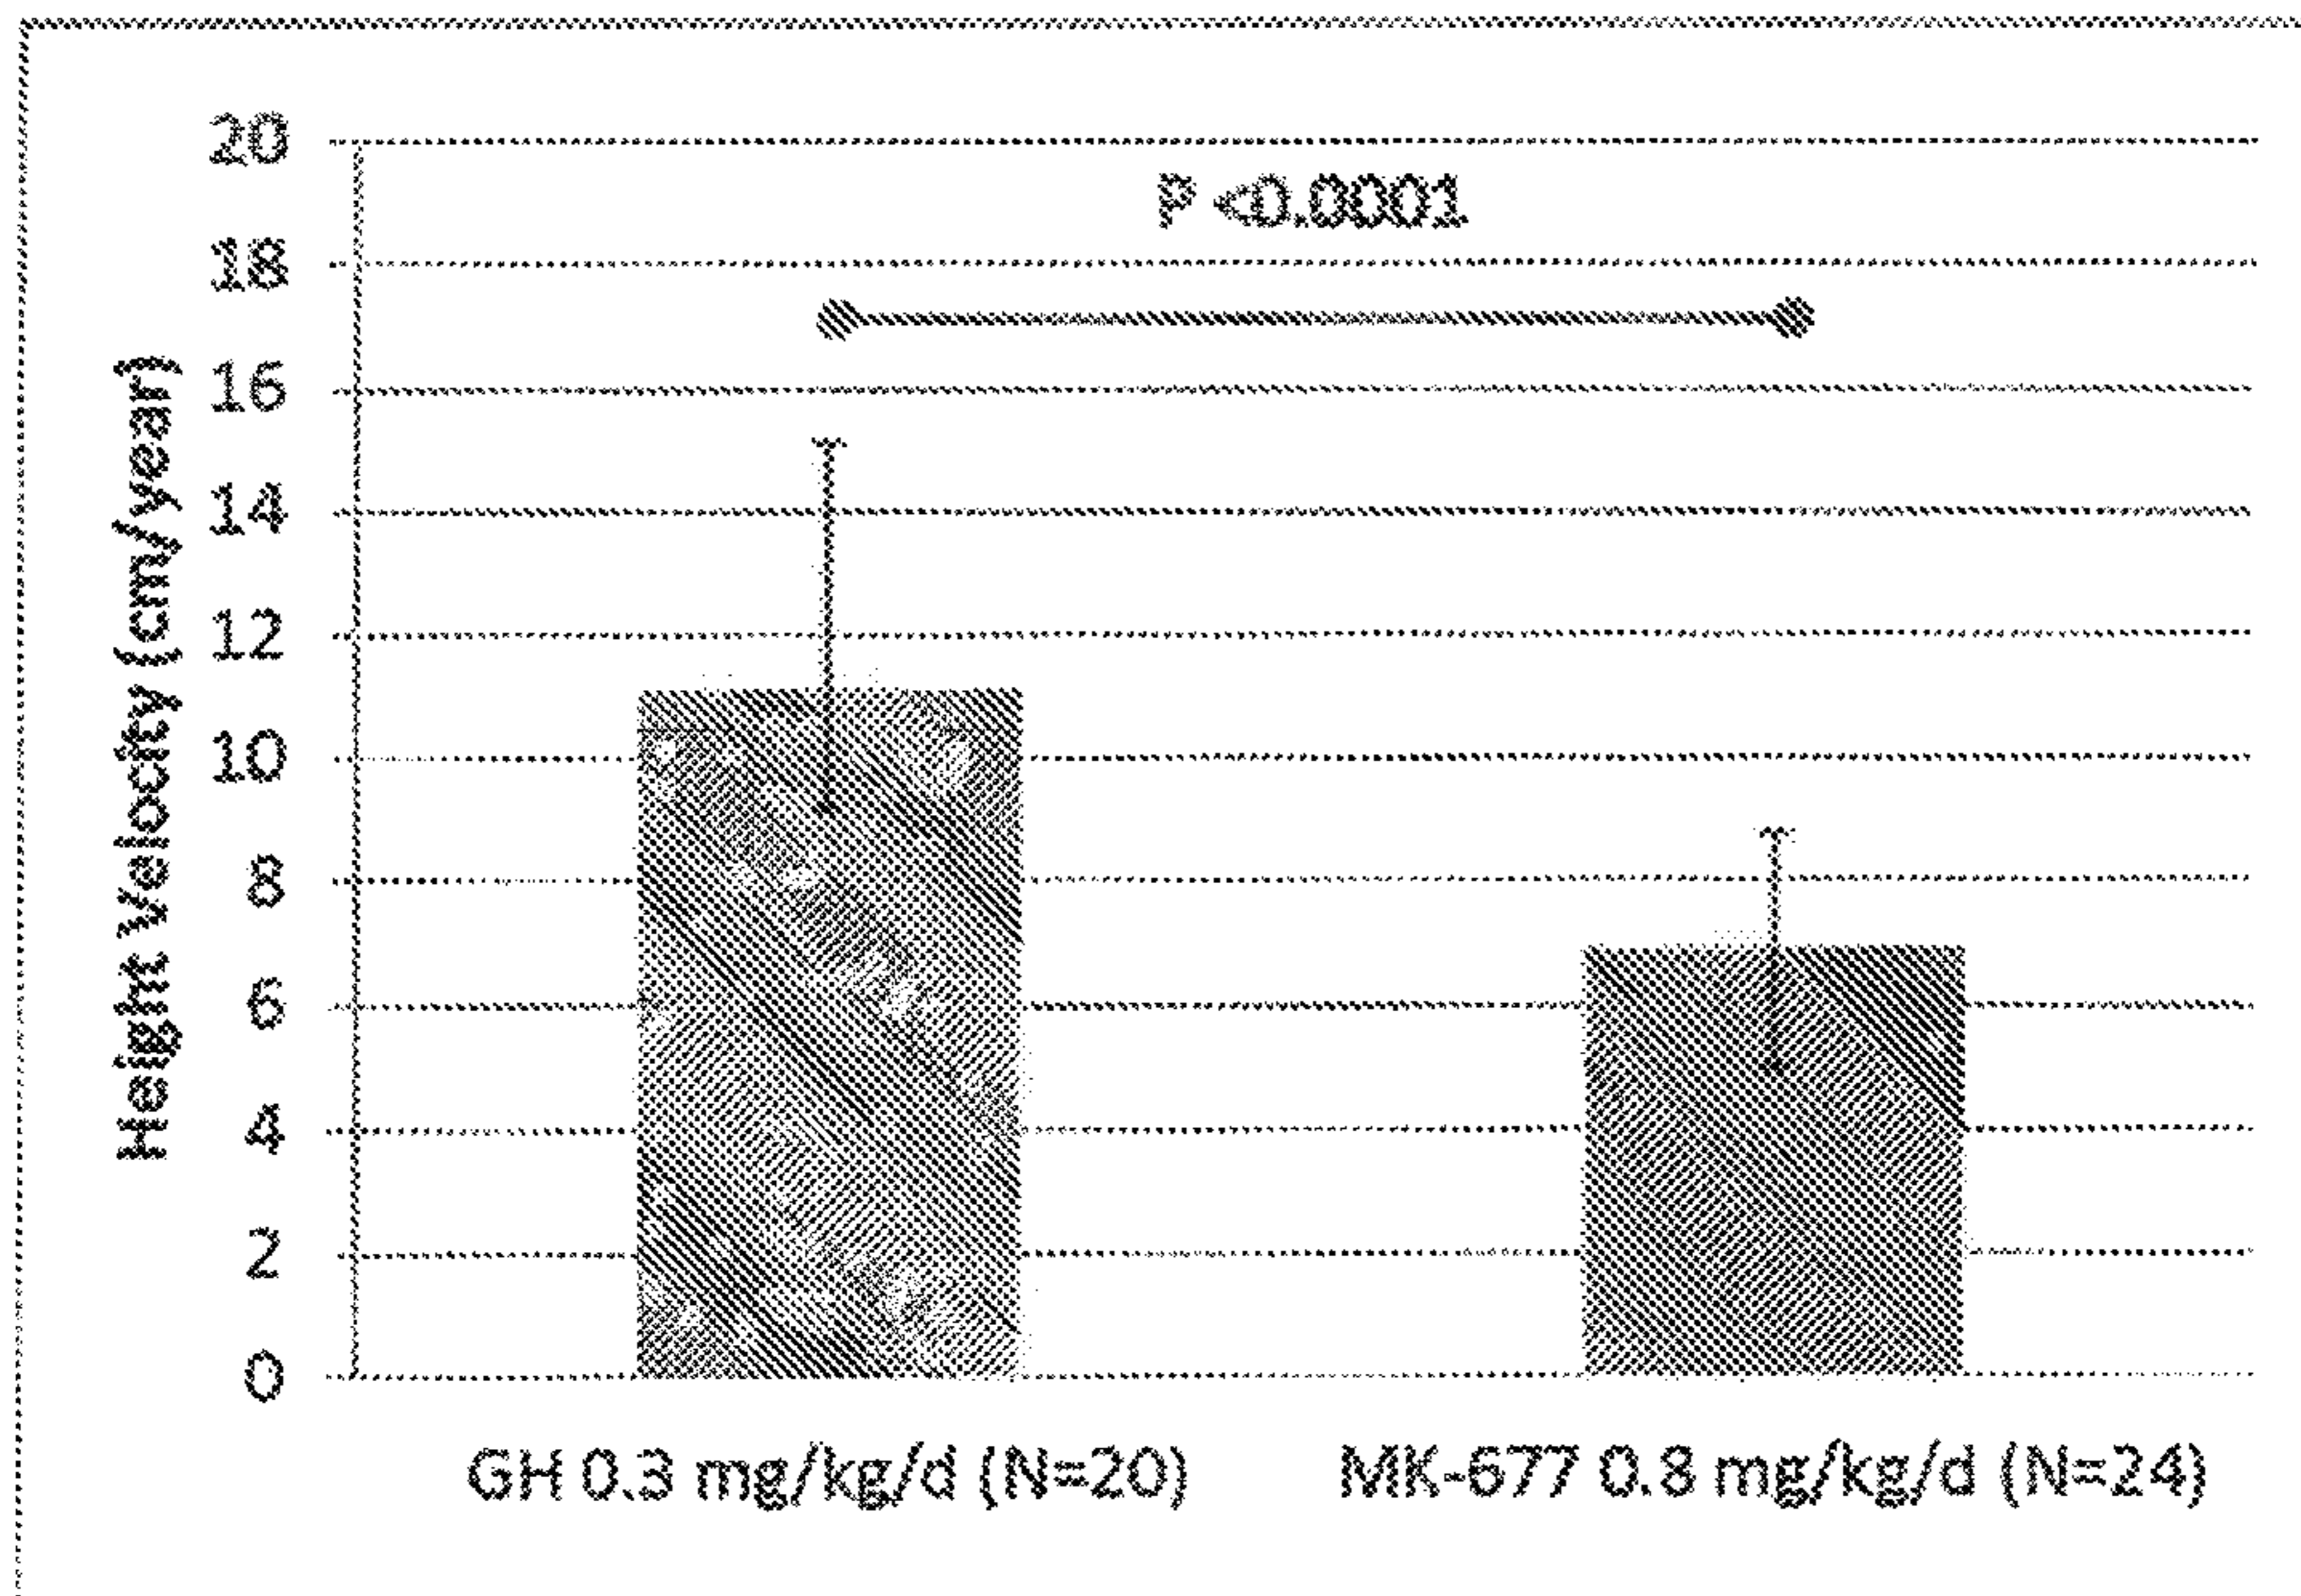 20
P <0.0001
18
16
14
12
10
8
6
4
2
0
Height Velocity (cm/year)
GH 0.3 mg/kg/d (N=20)
MK-677 0.8 mg/kg/d (N=24)